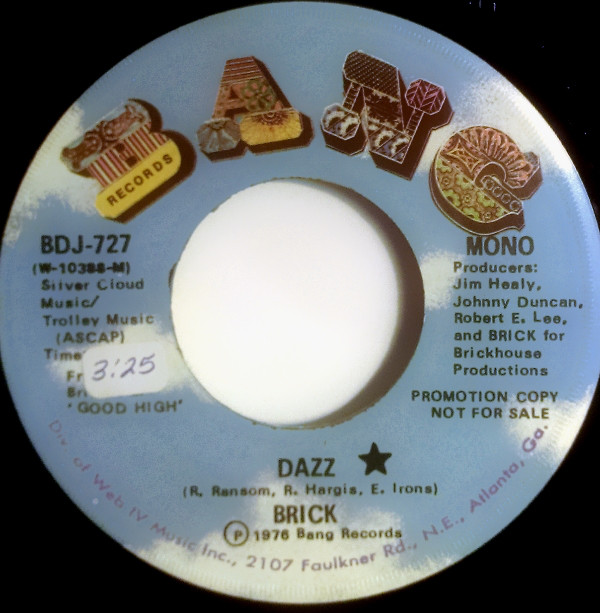 BANG
RECORDS
BDJ-727
(W-10388-M)
Silver Cloud
Music/
Trolley Music
(ASCAP)
Time
3:25
Fr
Bri
'GOOD HIGH'
MONO
Producers:
Jim Healy,
Johnny Duncan,
Robert E. Lee,
and BRICK for
Brickhouse
Productions
PROMOTION COPY
NOT FOR SALE
DAZZ ★
(R. Ransom, R. Hargis, E. Irons)
BRICK
Ⓟ 1976 Bang Records
Div. of Web IV Music Inc., 2107 Faulkner Rd., N.E., Atlanta, Ga.